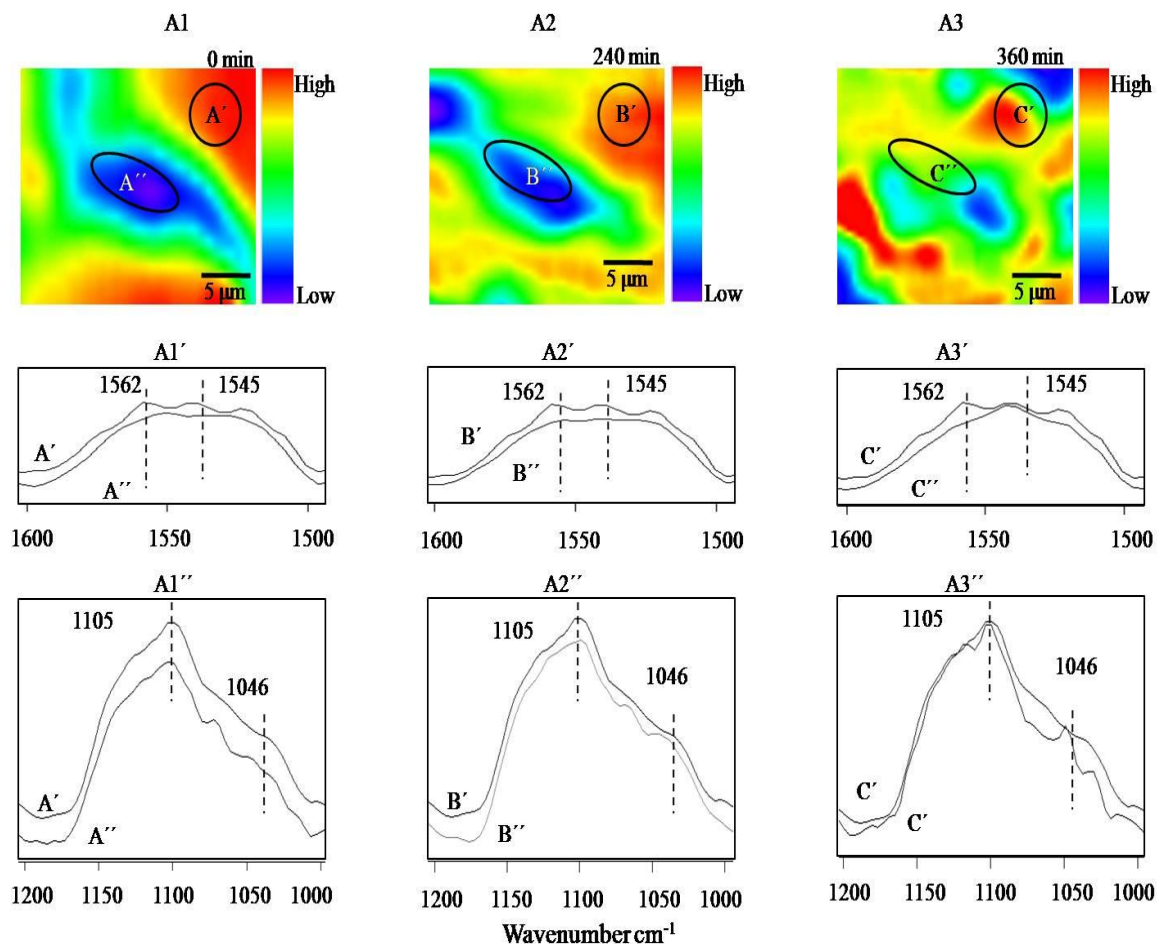 A1 A2 A3
0 min 240 min 360 min
High High High
A´ B´ C´
A´´ B´´ C´´
5 µm 5 µm 5 µm
Low Low Low
A1´ A2´ A3´
1562 1545 1562 1545 1562 1545
A´ B´ C´
A´´ B´´ C´´
1600 1550 1500 1600 1550 1500 1600 1550 1500
A1´´ A2´´ A3´´
1105 1105 1105
1046 1046 1046
A´ B´ C´
A´´ B´´ C´
1200 1150 1100 1050 1000 1200 1150 1100 1050 1000 1200 1150 1100 1050 1000
Wavenumber cm⁻¹